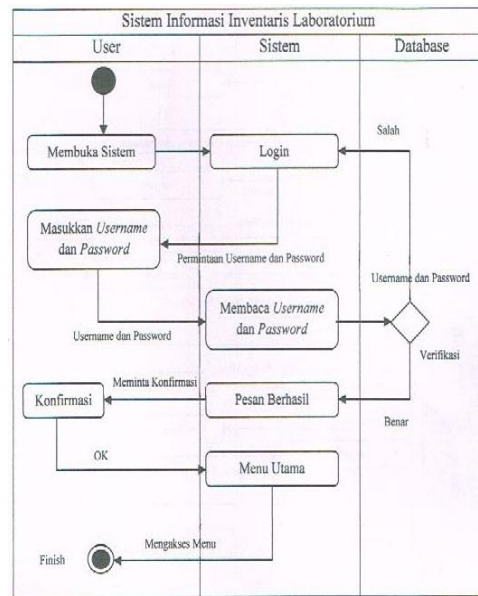 Sistem Informasi Inventaris Laboratorium
User
Sistem
Database
Salah
Membuka Sistem
Login
Masukkan Username
dan Password
Permintaan Username dan Password
Username dan Password
Membaca Username
dan Password
Username dan Password
Verifikasi
Meminta Konfirmasi
Konfirmasi
Pesan Berhasil
Benar
OK
Menu Utama
Mengakses Menu
Finish